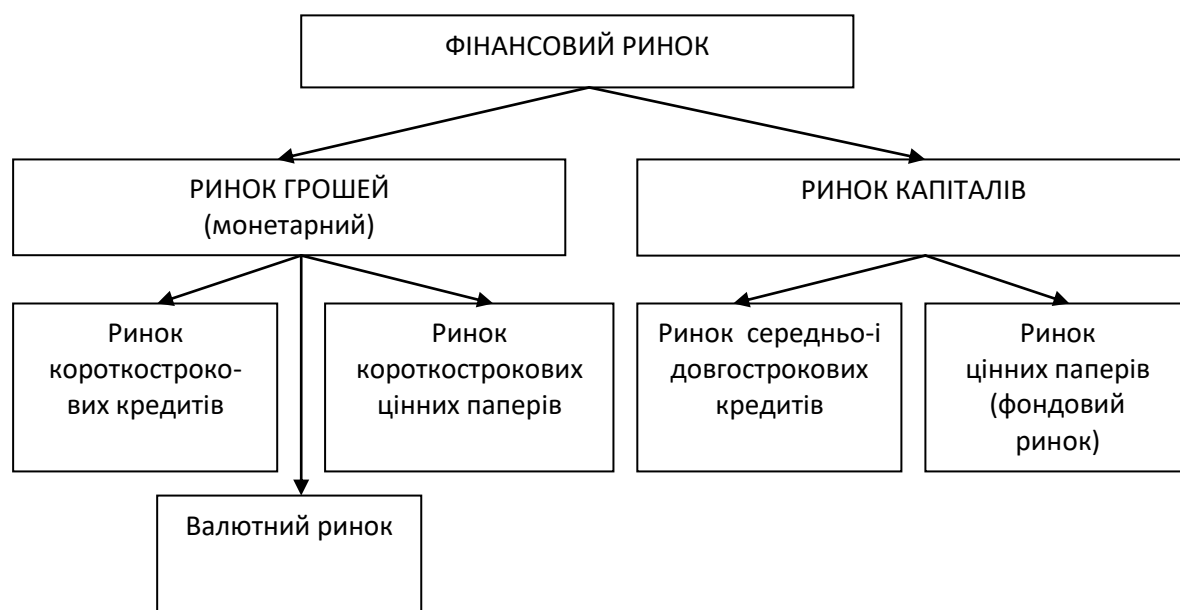 ФІНАНСОВИЙ РИНОК
РИНОК ГРОШЕЙ
(монетарний)
РИНОК КАПІТАЛІВ
Ринок
короткостроко-
вих кредитів
Ринок
короткострокових
цінних паперів
Ринок середньо-і
довгострокових
кредитів
Ринок
цінних паперів
(фондовий
ринок)
Валютний ринок